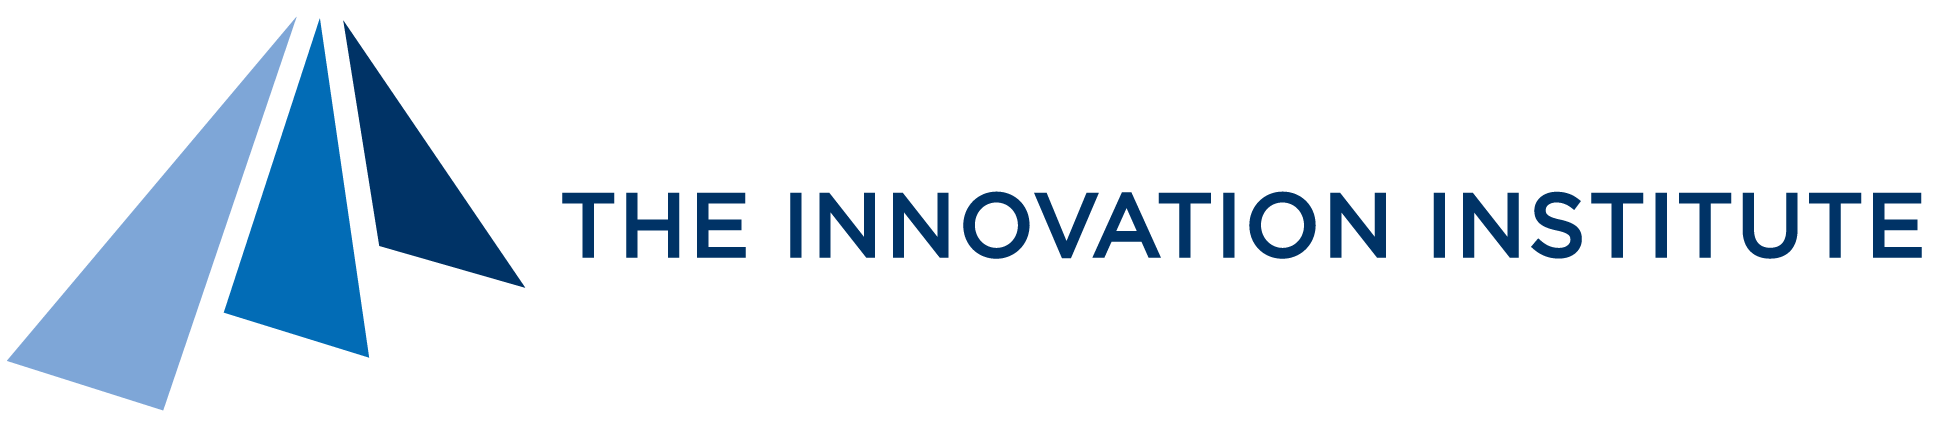 THE INNOVATION INSTITUTE